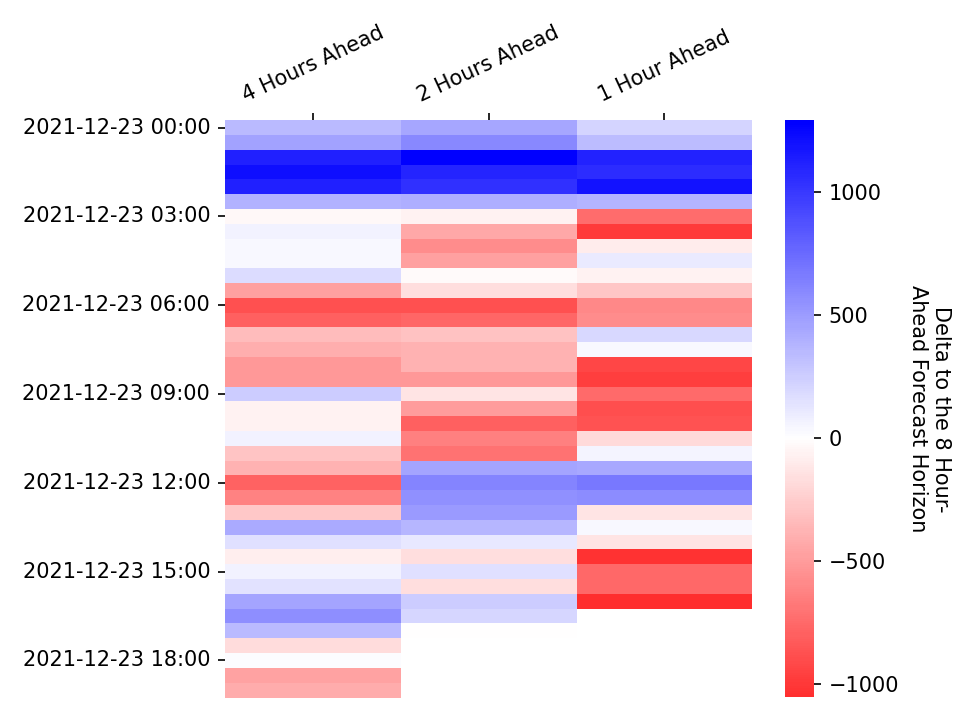 4 Hours Ahead
2 Hours Ahead
1 Hour Ahead
2021-12-23 00:00
2021-12-23 03:00
2021-12-23 06:00
2021-12-23 09:00
2021-12-23 12:00
2021-12-23 15:00
2021-12-23 18:00
1000
500
0
−500
−1000
Delta to the 8 Hour-
Ahead Forecast Horizon